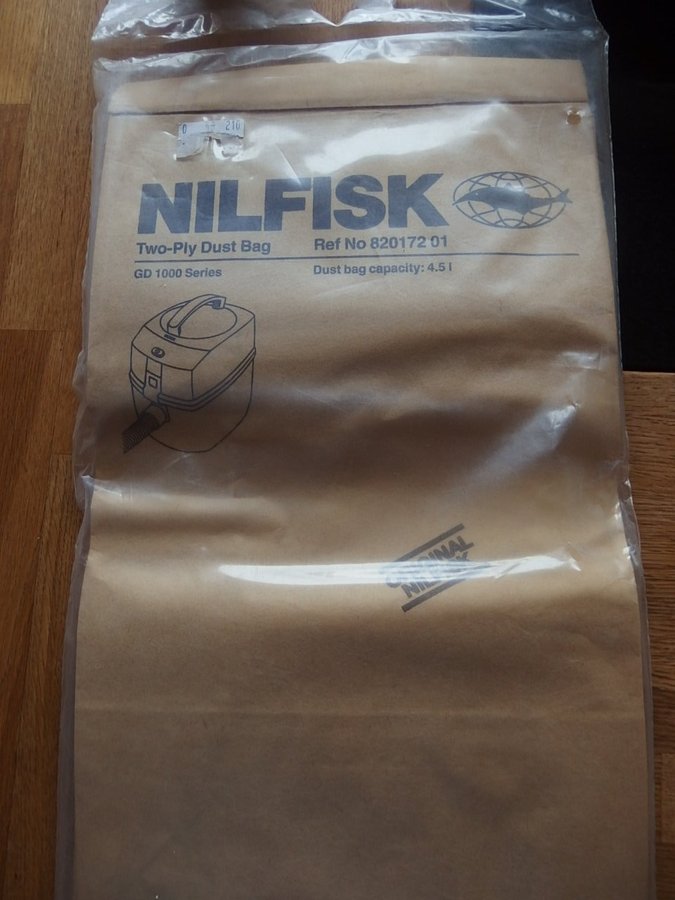 210
NILFISK
Two-Ply Dust Bag Ref No 820172 01
GD 1000 Series Dust bag capacity: 4.5 l
ORIGINAL
NILFISK